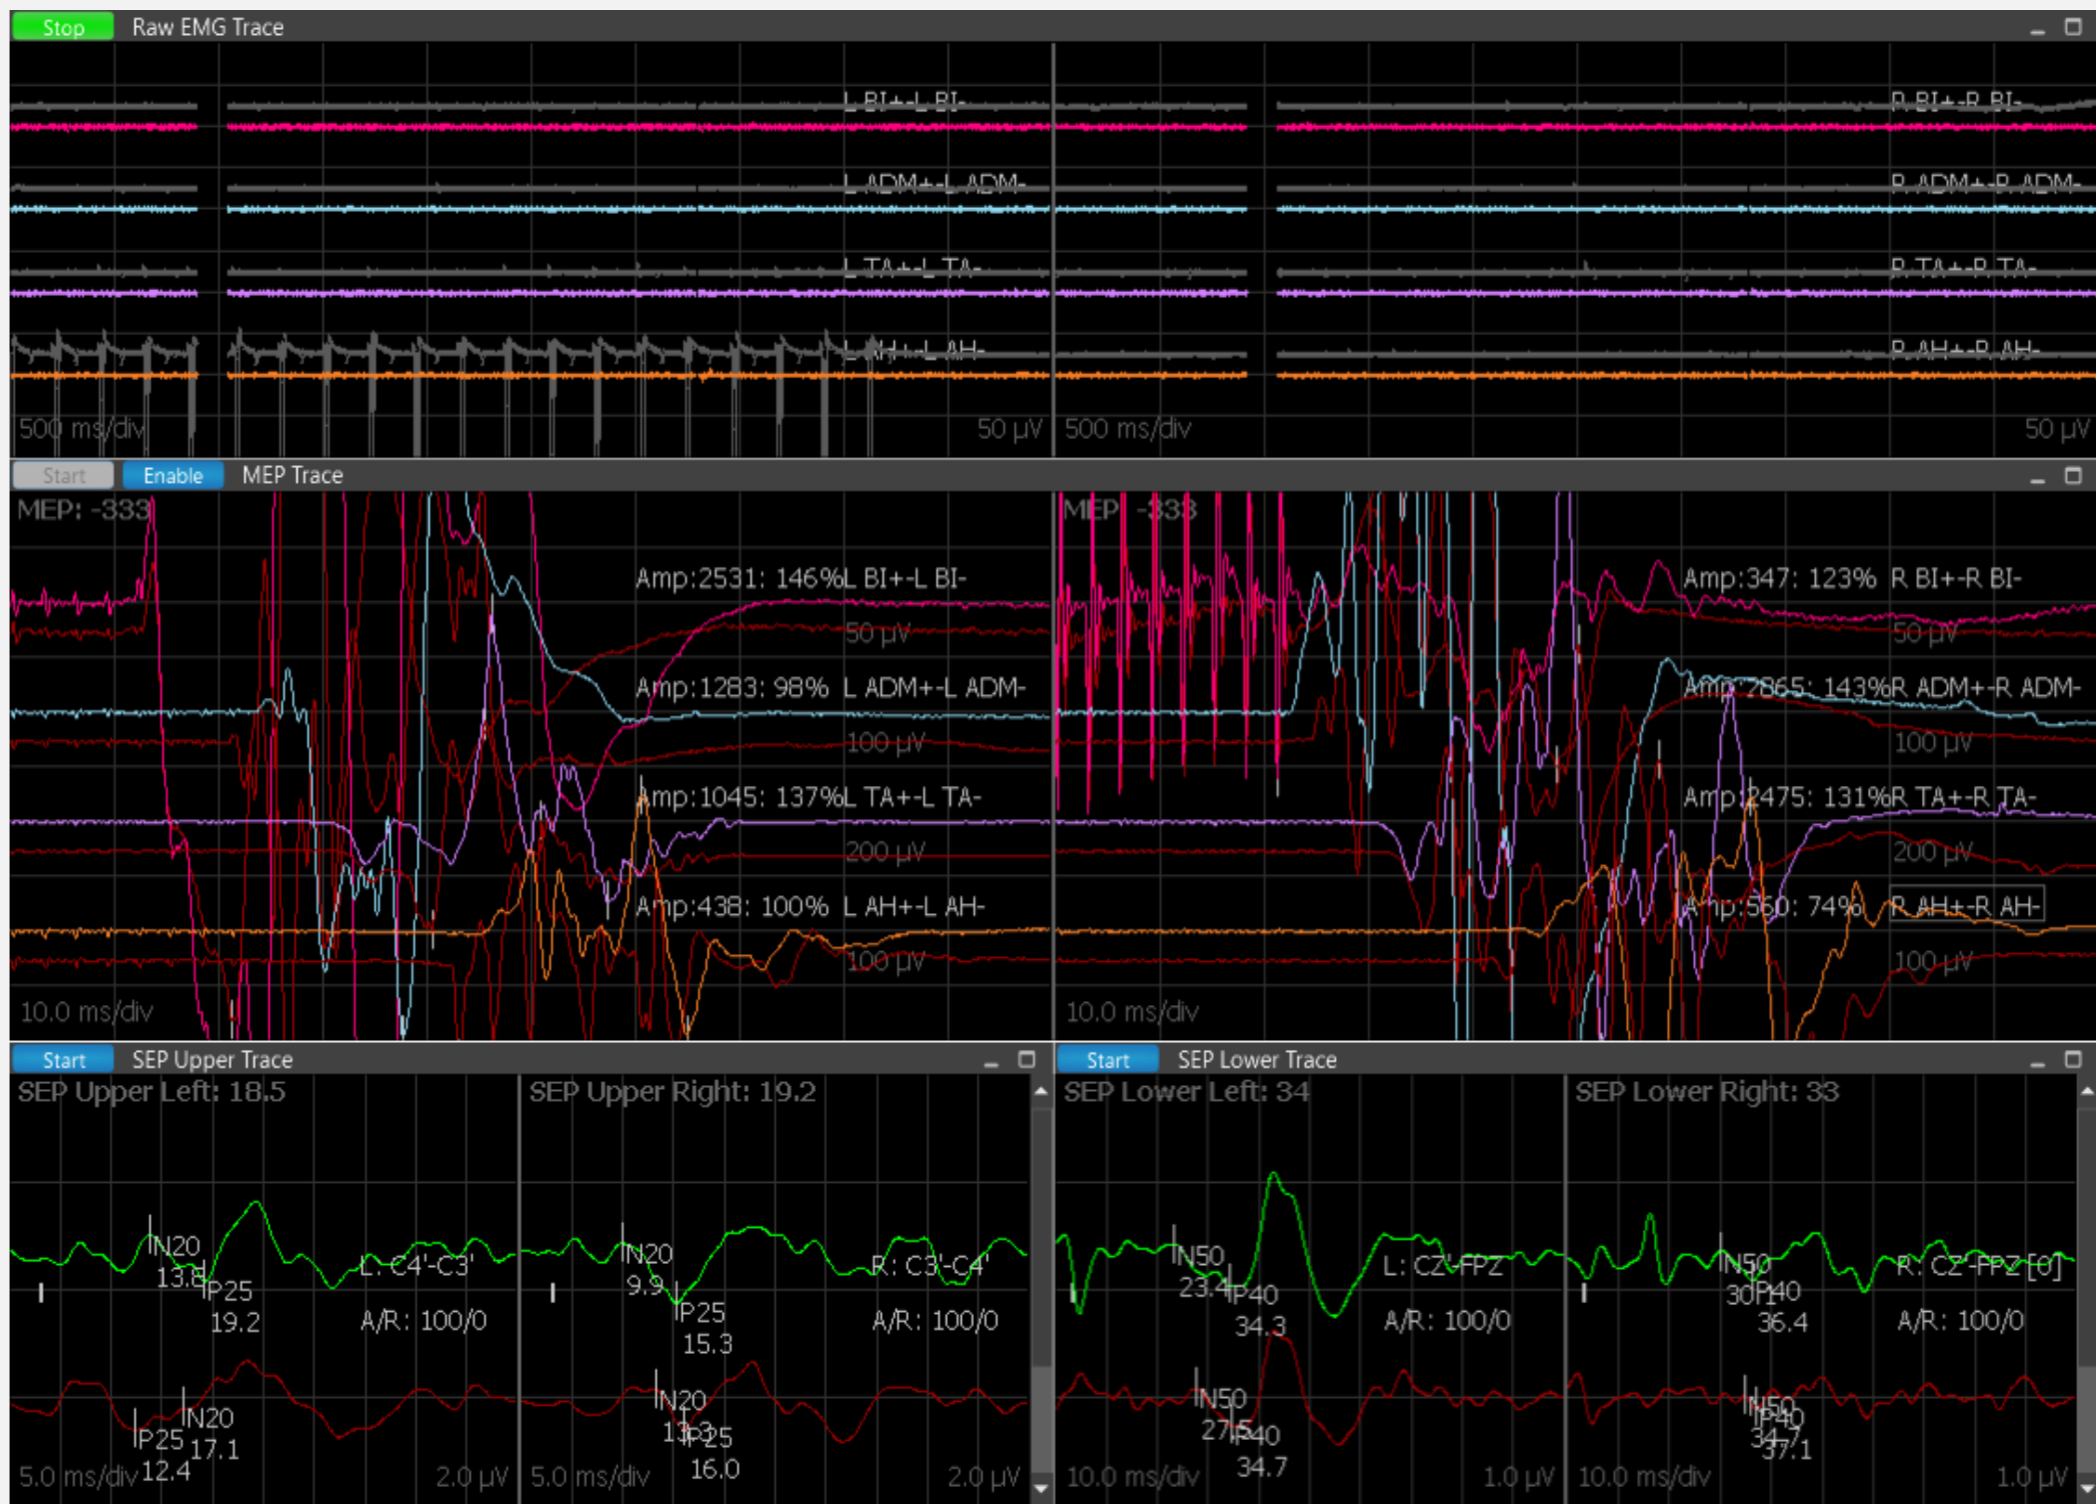 Stop Raw EMG Trace
L BI+-L BI-
R BI+-R BI-
L ADM+-L ADM-
R ADM+-R ADM-
L TA+-L TA-
R TA+-R TA-
L AH+-L AH-
R AH+-R AH-
500 ms/div 50 µV
500 ms/div 50 µV
Start Enable MEP Trace
MEP: -333
Amp:2531: 146%L BI+-L BI-
50 µV
Amp:1283: 98% L ADM+-L ADM-
100 µV
Amp:1045: 137%L TA+-L TA-
200 µV
Amp:438: 100% L AH+-L AH-
100 µV
10.0 ms/div
MEP: -333
Amp:347: 123% R BI+-R BI-
50 µV
Amp:2865: 143%R ADM+-R ADM-
100 µV
Amp:2475: 131%R TA+-R TA-
200 µV
Amp:560: 74% R AH+-R AH-
100 µV
10.0 ms/div
Start SEP Upper Trace
SEP Upper Left: 18.5
N20
13.8
P25
19.2
L: C4'-C3'
A/R: 100/0
N20
17.1
P25
12.4
5.0 ms/div 2.0 µV
SEP Upper Right: 19.2
N20
9.9
P25
15.3
R: C3'-C4'
A/R: 100/0
N20
13.3
P25
16.0
5.0 ms/div 2.0 µV
Start SEP Lower Trace
SEP Lower Left: 34
N50
23.4
P40
34.3
L: CZ'-FPZ
A/R: 100/0
N50
27.5
P40
34.7
10.0 ms/div 1.0 µV
SEP Lower Right: 33
N50
30.1
P40
36.4
R: CZ'-FPZ [0]
A/R: 100/0
N50
34.7
P40
37.1
10.0 ms/div 1.0 µV